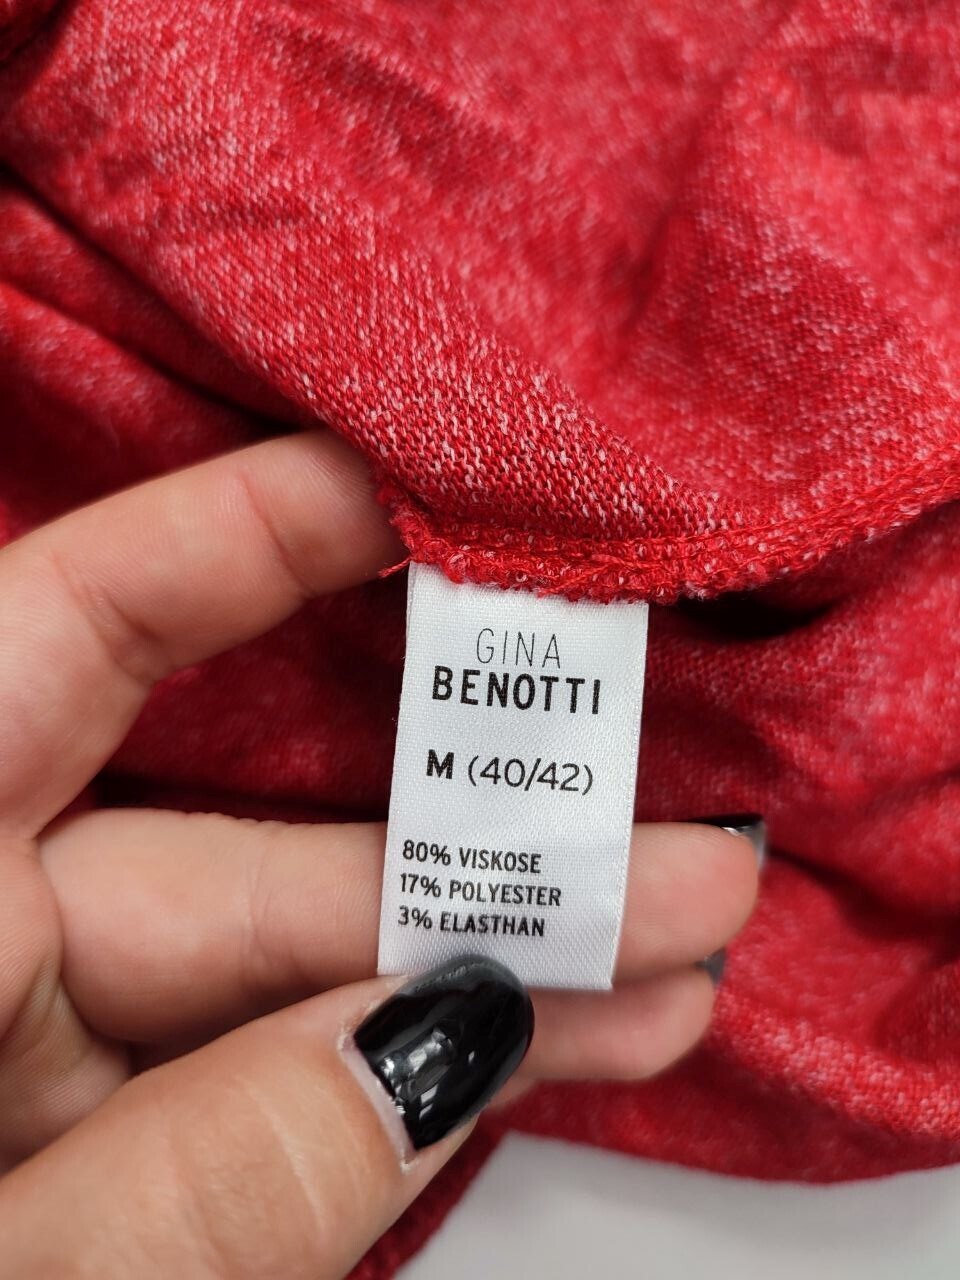 GINA
BENOTTI
M (40/42)
80% VISKOSE
17% POLYESTER
3% ELASTHAN